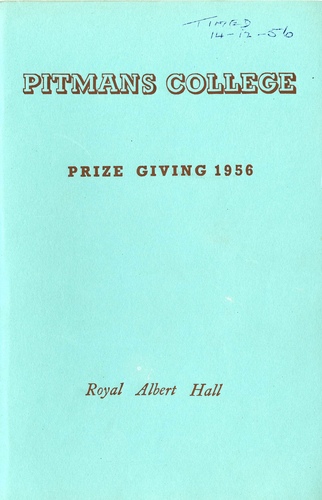 TIMED
14-12-56
PITMANS COLLEGE
PRIZE GIVING 1956
Royal Albert Hall